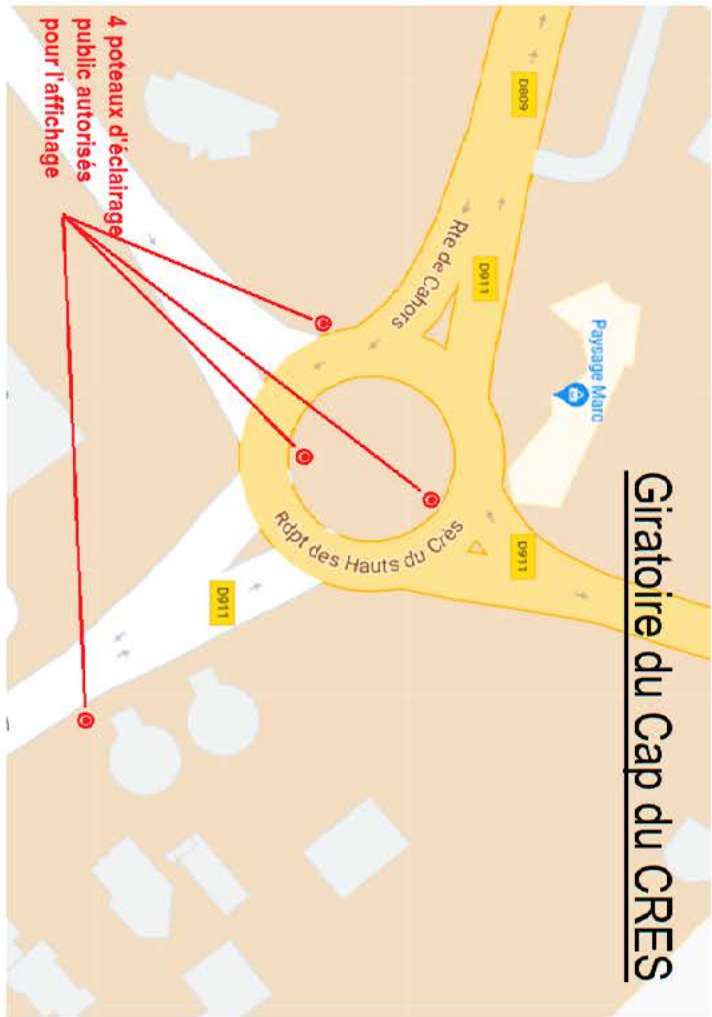 Giratoire du Cap du CRES
4 poteaux d'éclairage
public autorisés
pour l'affichage
D809
Rte de Cahors
D911
Paysage Marc
D911
Rdpt des Hauts du Crès
D911